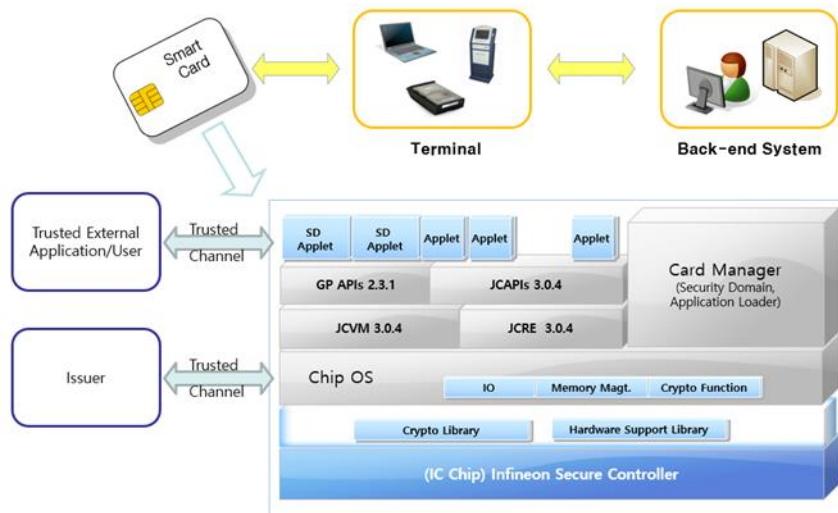 Smart
Card
Terminal
Back-end System
Trusted External
Application/User
Trusted
Channel
SD
Applet
SD
Applet
Applet
Applet
Applet
Card Manager
(Security Domain,
Application Loader)
GP APIs 2.3.1
JCAPIs 3.0.4
JCVM 3.0.4
JCRE 3.0.4
Issuer
Trusted
Channel
Chip OS
IO
Memory Magt.
Crypto Function
Crypto Library
Hardware Support Library
(IC Chip) Infineon Secure Controller